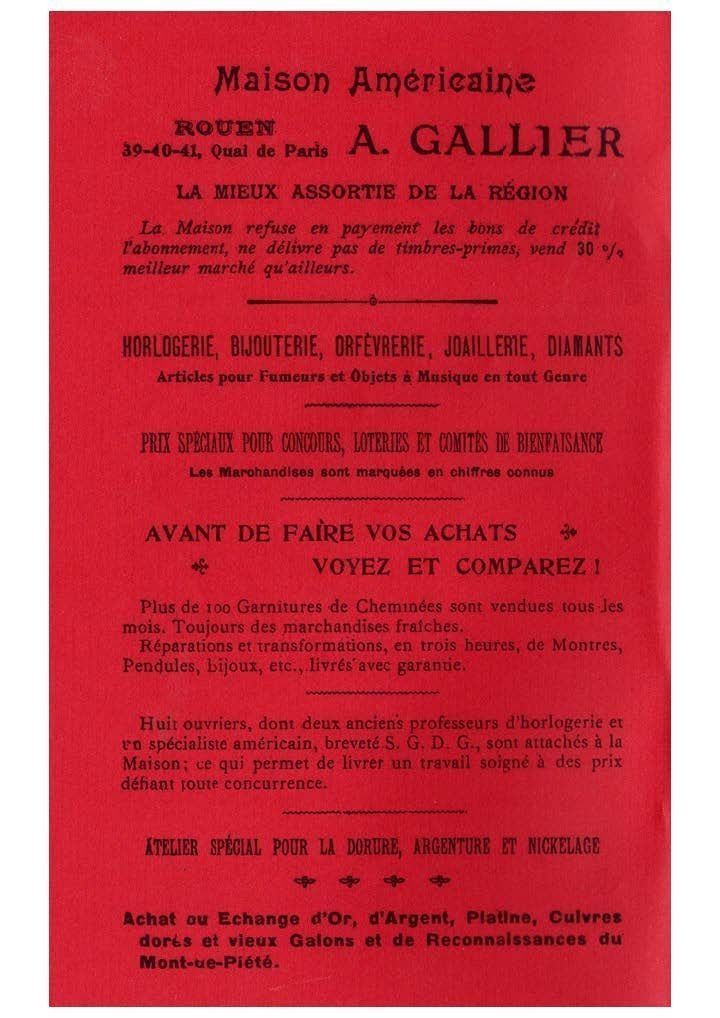 Maison Américaine
ROUEN
39-40-41, Quai de Paris A. GALLIER
LA MIEUX ASSORTIE DE LA RÉGION
La Maison refuse en payement les bons de crédit
l'abonnement, ne délivre pas de timbres-primes, vend 30 %
meilleur marché qu'ailleurs.
HORLOGERIE, BIJOUTERIE, ORFÈVRERIE, JOAILLERIE, DIAMANTS
Articles pour Fumeurs et Objets à Musique en tout Genre
PRIX SPÉCIAUX POUR CONCOURS, LOTERIES ET COMITÉS DE BIENFAISANCE
Les Marchandises sont marquées en chiffres connus
AVANT DE FAIRE VOS ACHATS
VOYEZ ET COMPAREZ !
Plus de 100 Garnitures de Cheminées sont vendues tous les
mois. Toujours des marchandises fraîches.
Réparations et transformations, en trois heures, de Montres,
Pendules, bijoux, etc., livrés avec garantie.
Huit ouvriers, dont deux anciens professeurs d'horlogerie et
un spécialiste américain, breveté S. G. D. G., sont attachés à la
Maison ; ce qui permet de livrer un travail soigné à des prix
défiant toute concurrence.
ATELIER SPÉCIAL POUR LA DORURE, ARGENTURE ET NICKELAGE
Achat ou Echange d'Or, d'Argent, Platine, Cuivres
dorés et vieux Galons et de Reconnaissances du
Mont-de-Piété.